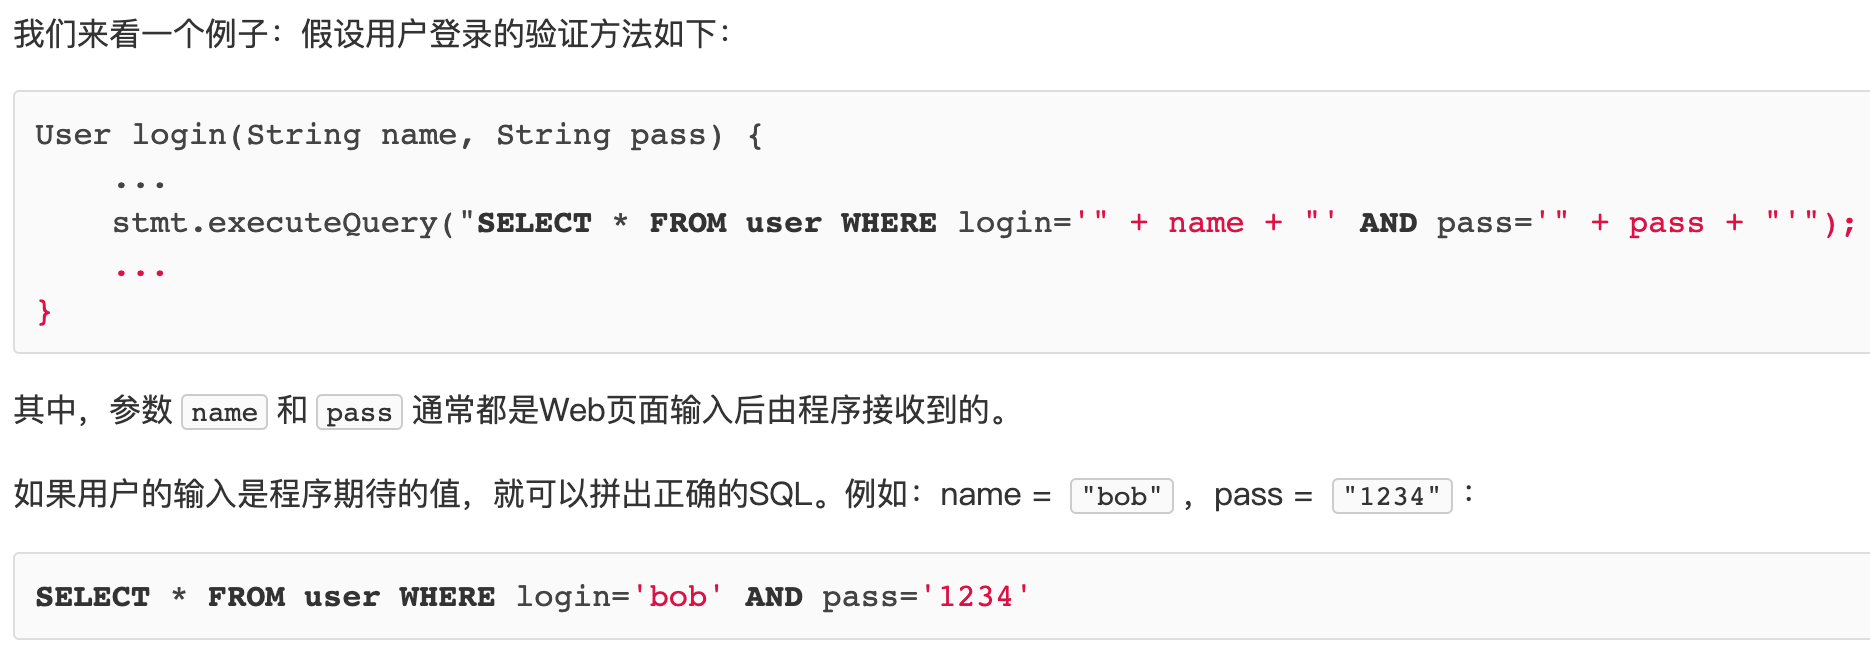 我们来看一个例子：假设用户登录的验证方法如下：
User login(String name, String pass) {
    ...
    stmt.executeQuery("SELECT * FROM user WHERE login='" + name + "' AND pass='" + pass + "'");
    ...
}
其中，参数 name 和 pass 通常都是Web页面输入后由程序接收到的。
如果用户的输入是程序期待的值，就可以拼出正确的SQL。例如：name = "bob"，pass = "1234"：
SELECT * FROM user WHERE login='bob' AND pass='1234'